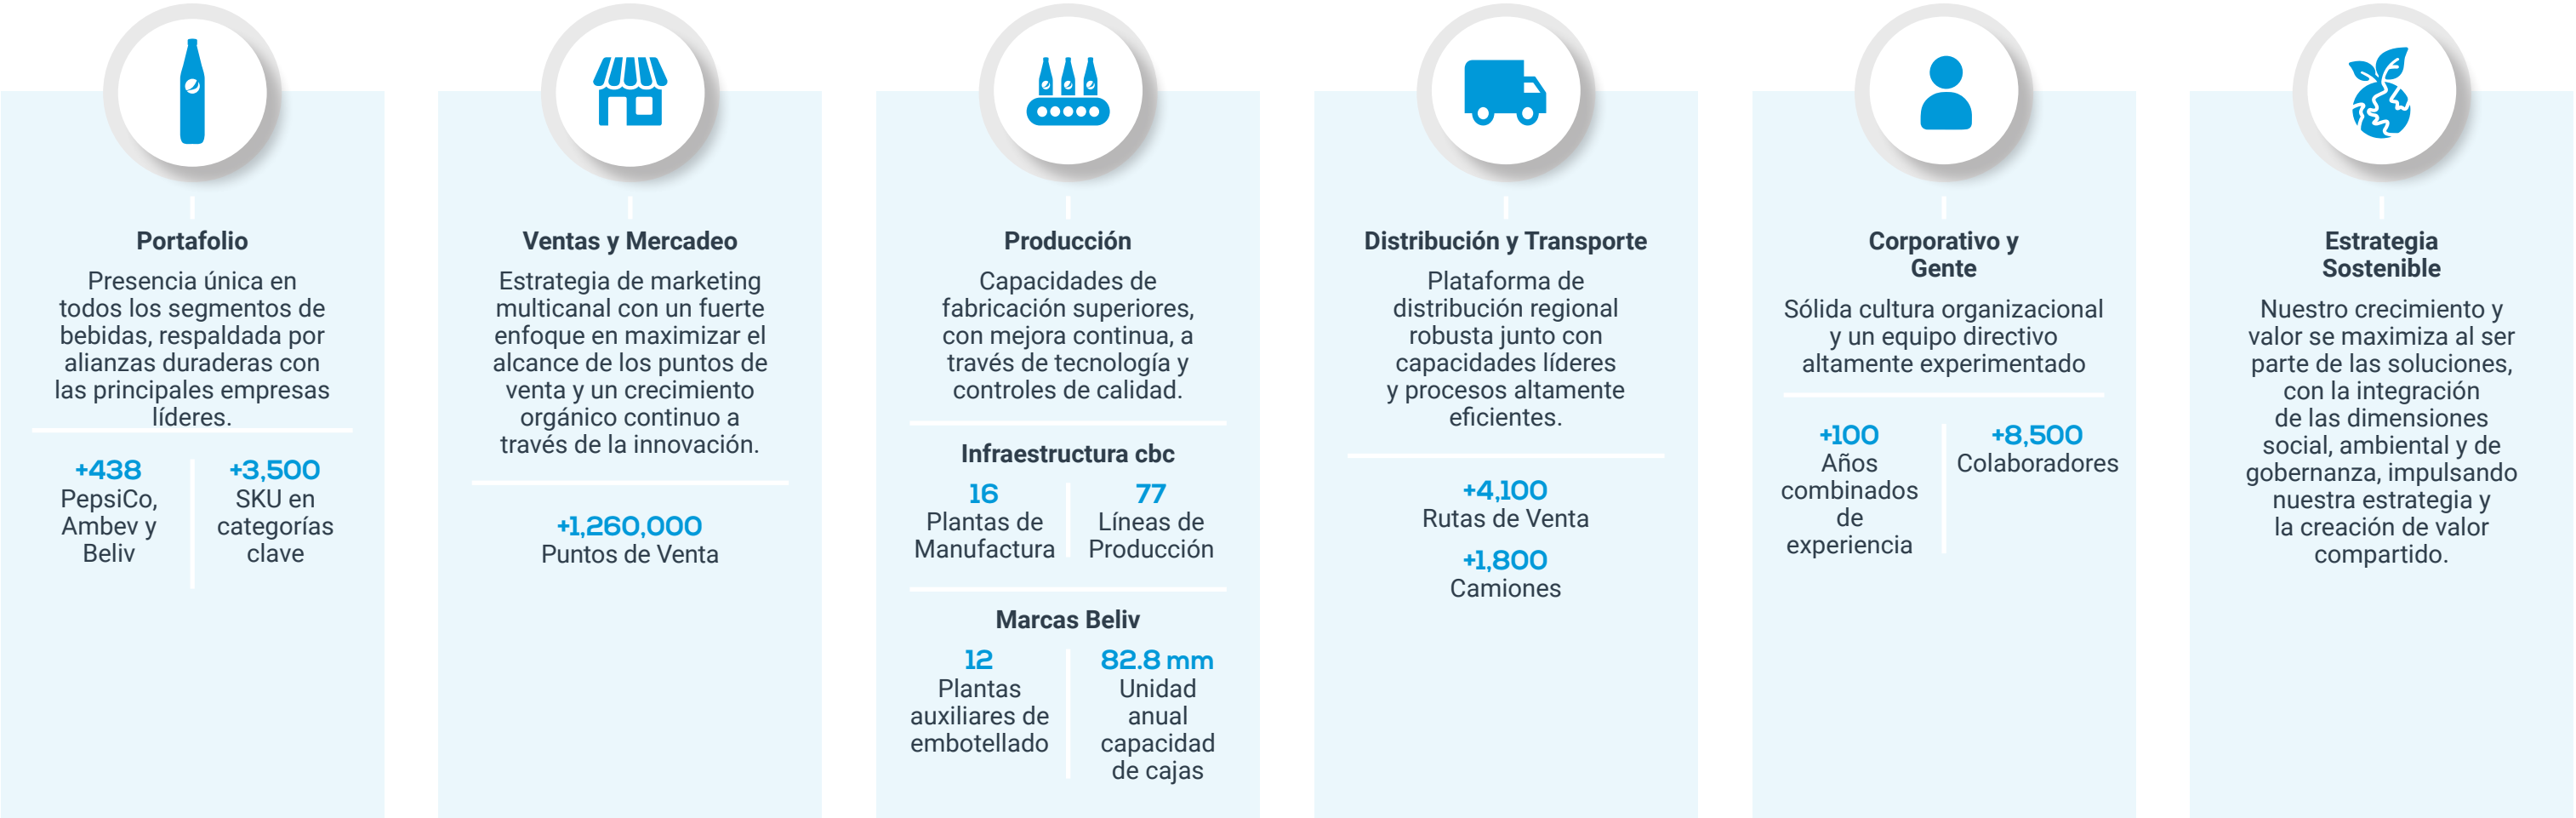 Portafolio
Presencia única en
todos los segmentos de
bebidas, respaldada por
alianzas duraderas con
las principales empresas
líderes.
+438
PepsiCo,
Ambev y
Beliv
+3,500
SKU en
categorías
clave
Ventas y Mercadeo
Estrategia de marketing
multicanal con un fuerte
enfoque en maximizar el
alcance de los puntos de
venta y un crecimiento
orgánico continuo a
través de la innovación.
+1,260,000
Puntos de Venta
Producción
Capacidades de
fabricación superiores,
con mejora continua, a
través de tecnología y
controles de calidad.
Infraestructura cbc
16
Plantas de
Manufactura
77
Líneas de
Producción
Marcas Beliv
12
Plantas
auxiliares de
embotellado
82.8 mm
Unidad
anual
capacidad
de cajas
Distribución y Transporte
Plataforma de
distribución regional
robusta junto con
capacidades líderes
y procesos altamente
eficientes.
+4,100
Rutas de Venta
+1,800
Camiones
Corporativo y
Gente
Sólida cultura organizacional
y un equipo directivo
altamente experimentado
+100
Años
combinados
de
experiencia
+8,500
Colaboradores
Estrategia
Sostenible
Nuestro crecimiento y
valor se maximiza al ser
parte de las soluciones,
con la integración
de las dimensiones
social, ambiental y de
gobernanza, impulsando
nuestra estrategia y
la creación de valor
compartido.